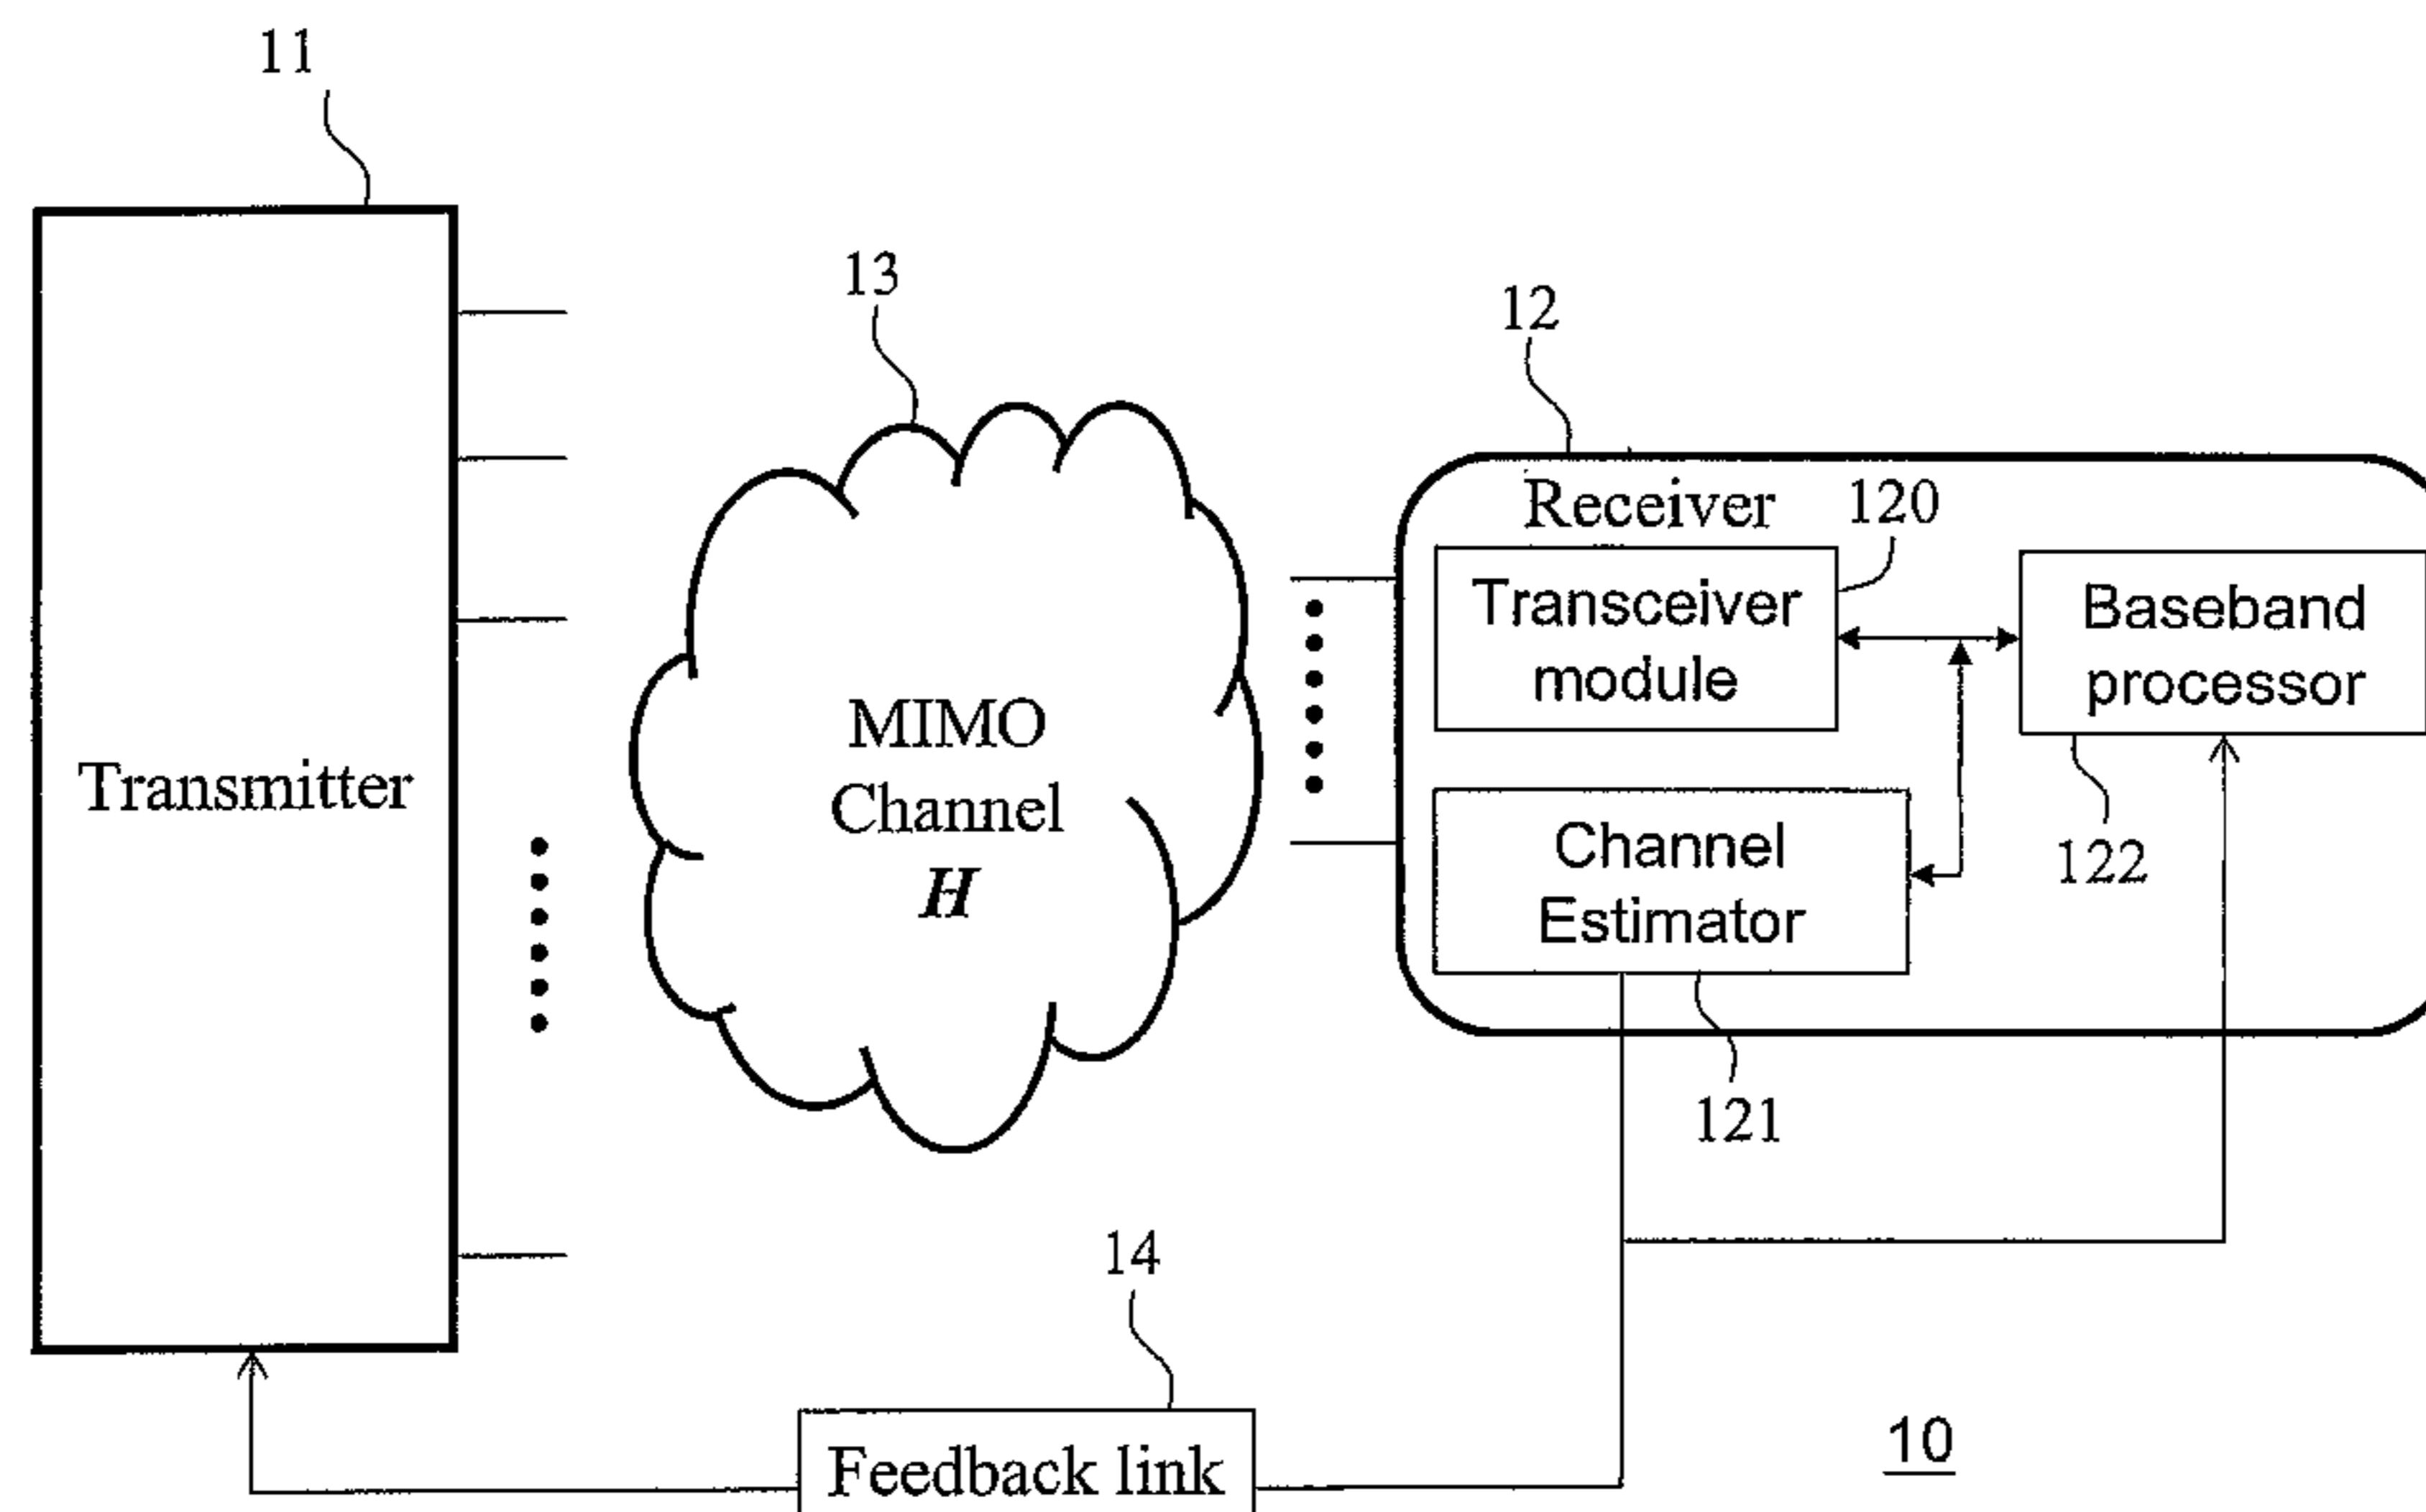 11
13
12
Receiver
120
Transceiver
module
Baseband
processor
Transmitter
MIMO
Channel
H
Channel
Estimator
122
121
14
Feedback link
10